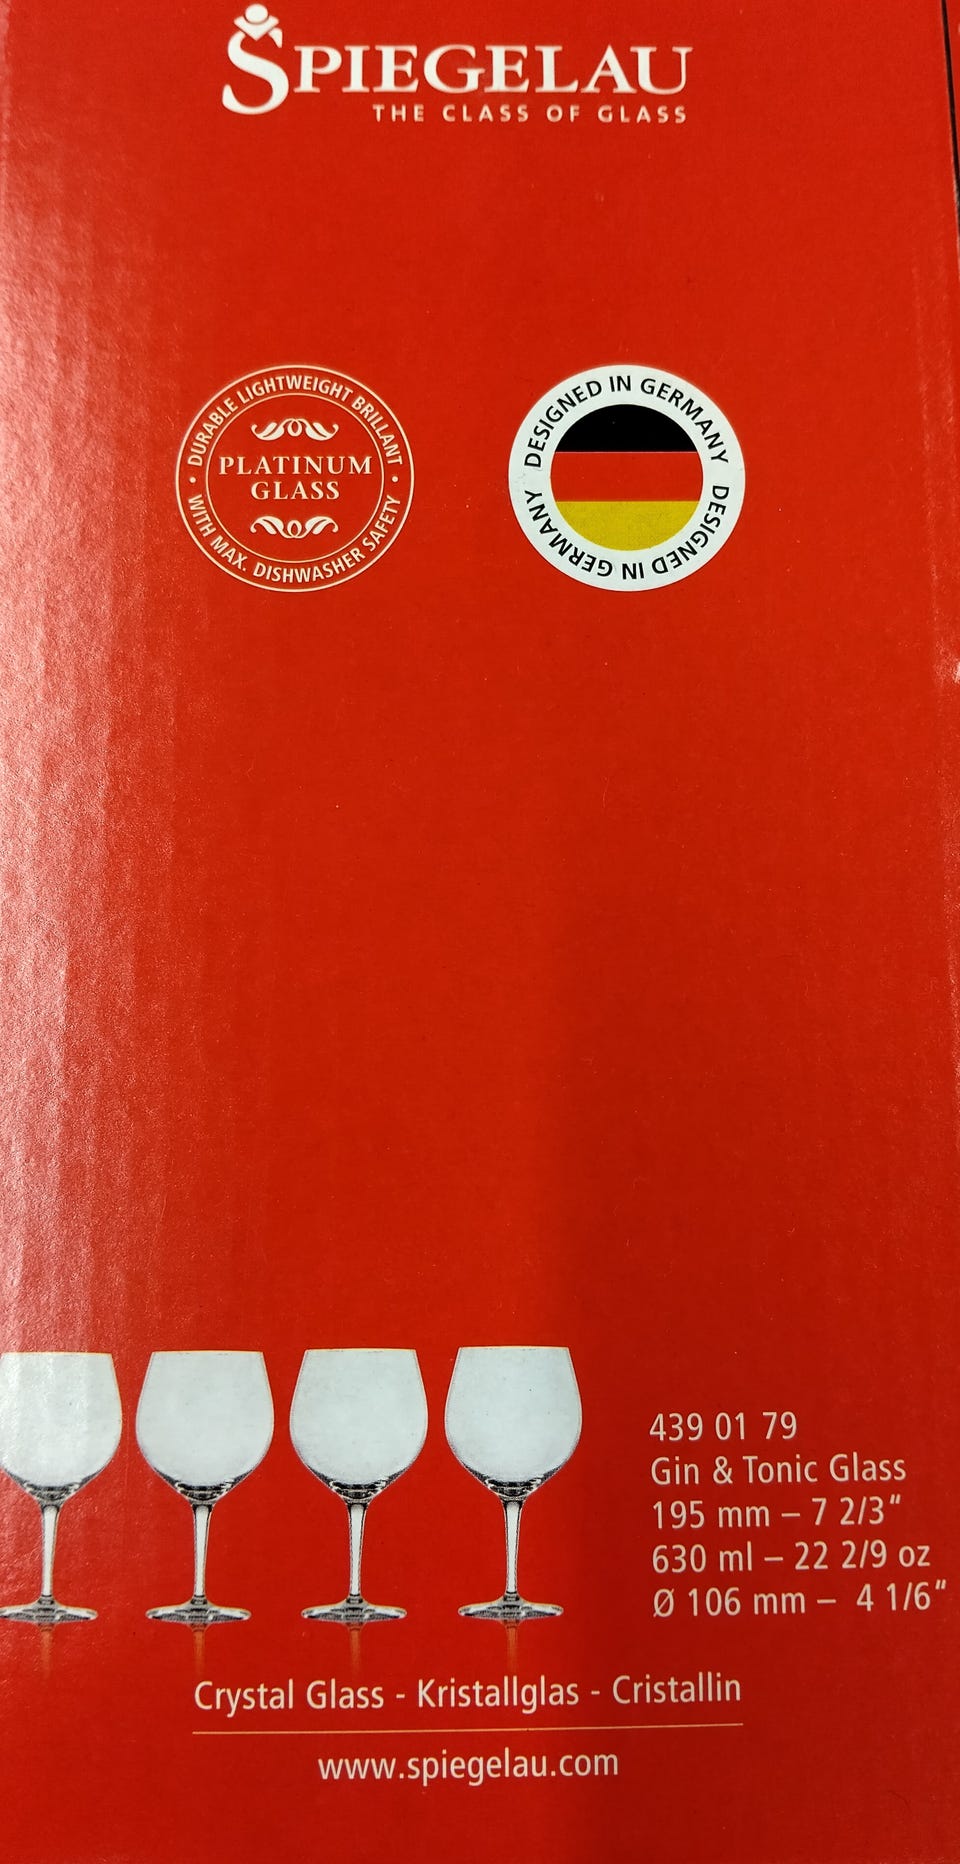 SPIEGELAU
THE CLASS OF GLASS
DURABLE LIGHTWEIGHT BRILLANT
PLATINUM
GLASS
• WITH MAX. DISHWASHER SAFETY •
DESIGNED IN GERMANY
DESIGNED IN GERMANY
439 01 79
Gin & Tonic Glass
195 mm – 7 2/3“
630 ml – 22 2/9 oz
Ø 106 mm – 4 1/6“
Crystal Glass - Kristallglas - Cristallin
www.spiegelau.com